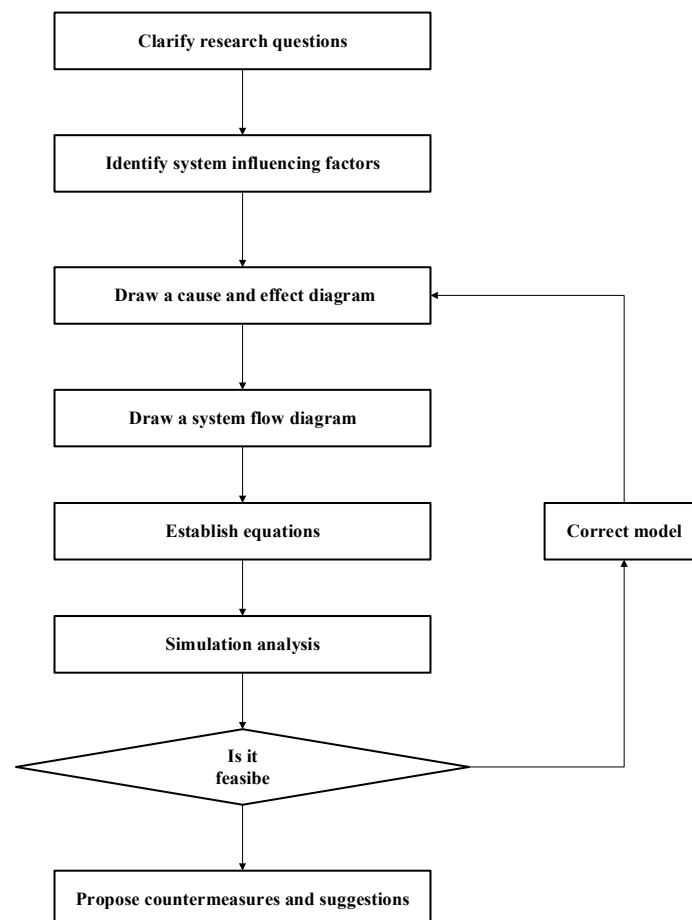 Clarify research questions
Identify system influencing factors
Draw a cause and effect diagram
Draw a system flow diagram
Establish equations
Correct model
Simulation analysis
Is it
feasibe
Propose countermeasures and suggestions